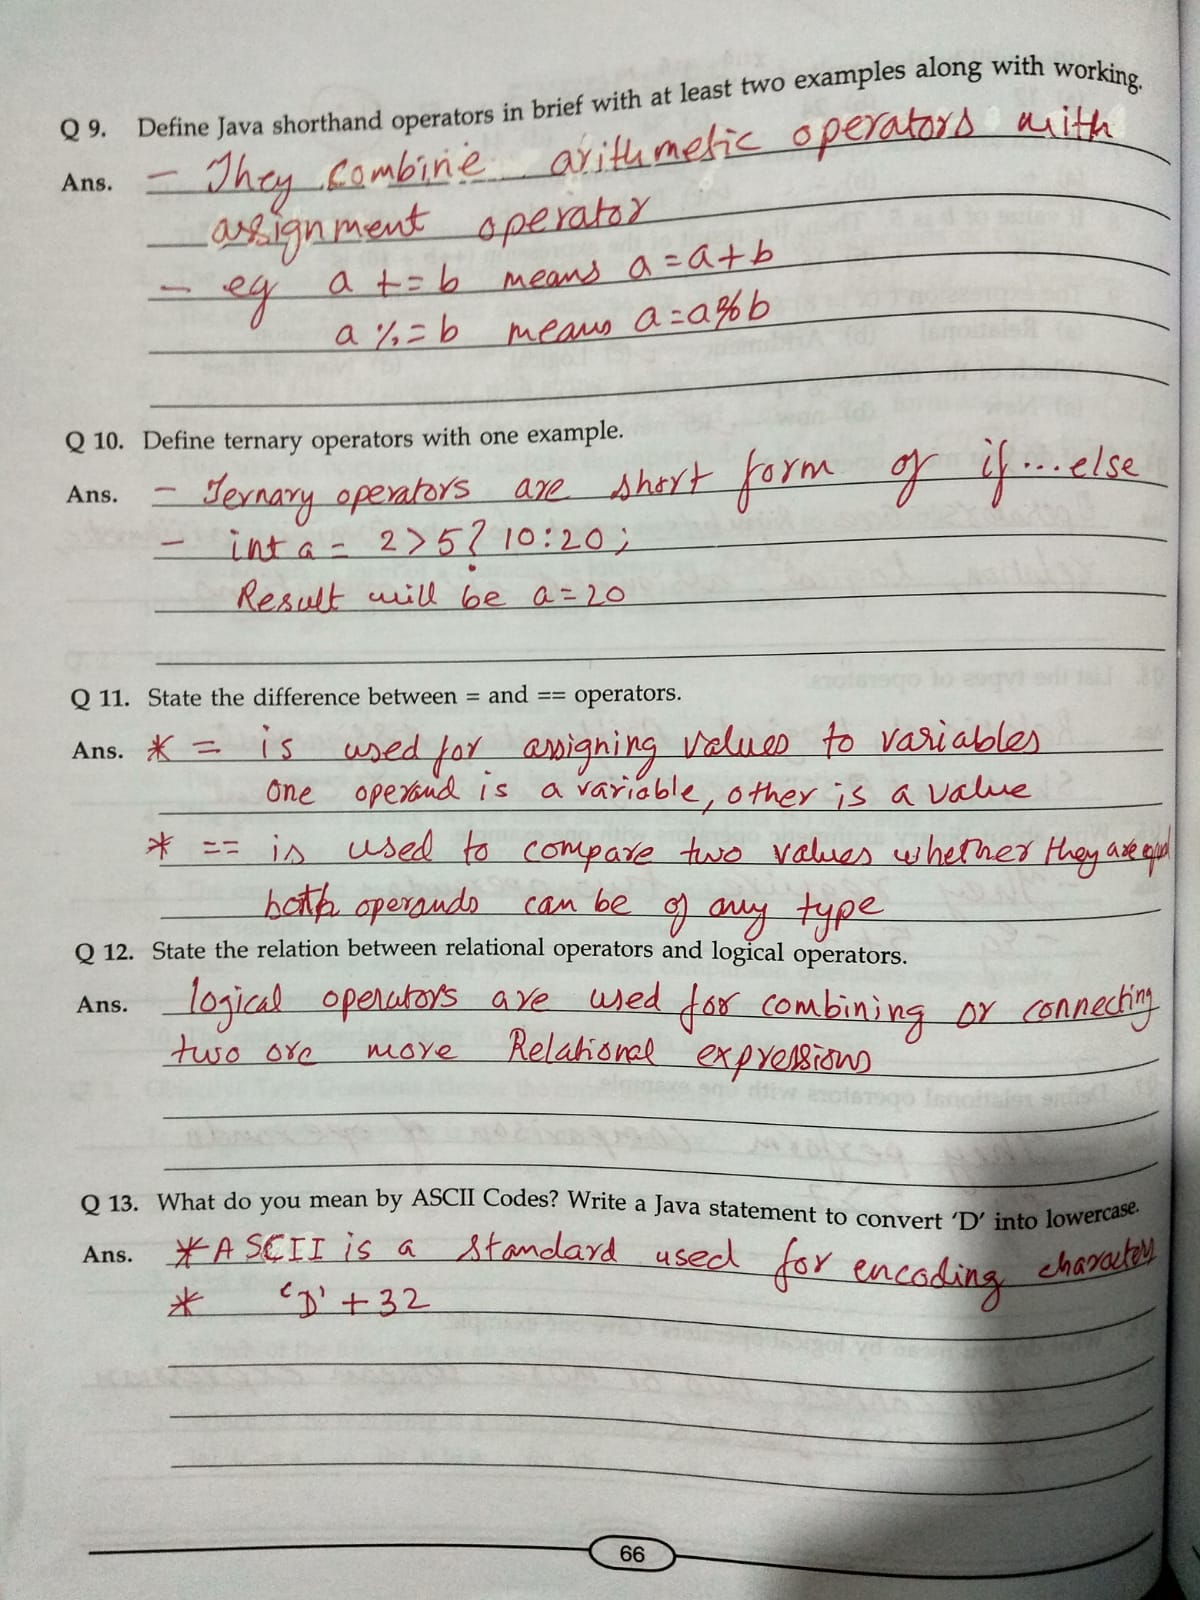 Q 9. Define Java shorthand operators in brief with at least two examples along with working.
Ans. - They combine arithmetic operators with
assignment operator
- eg a += b means a = a + b
a %= b means a = a % b
Q 10. Define ternary operators with one example.
Ans. - Ternary operators are short form of if...else
- int a = 2 > 5 ? 10 : 20 ;
Result will be a = 20
Q 11. State the difference between = and == operators.
Ans. * = is used for assigning values to variables
One operand is a variable, other is a value
* == is used to compare two values whether they are equal
both operands can be of any type
Q 12. State the relation between relational operators and logical operators.
Ans. logical operators are used for combining or connecting
two ore more Relational expressions
Q 13. What do you mean by ASCII Codes? Write a Java statement to convert ‘D’ into lowercase.
Ans. * ASCII is a standard used for encoding characters
* ‘D’ + 32
66